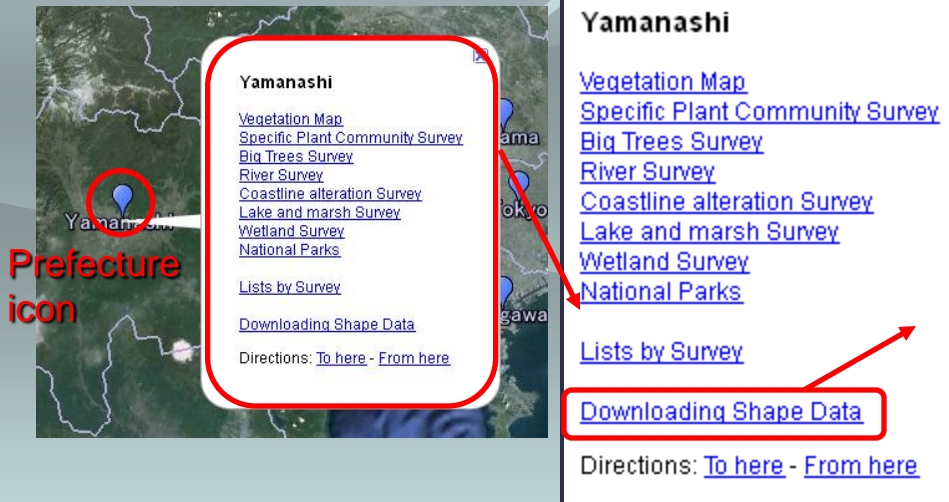 Yamanashi
Vegetation Map
Specific Plant Community Survey
Big Trees Survey
River Survey
Coastline alteration Survey
Lake and marsh Survey
Wetland Survey
National Parks
Lists by Survey
Downloading Shape Data
Directions: To here - From here
ama
okyo
gawa
Yamanashi
Prefecture
icon
Yamanashi
Vegetation Map
Specific Plant Community Survey
Big Trees Survey
River Survey
Coastline alteration Survey
Lake and marsh Survey
Wetland Survey
National Parks
Lists by Survey
Downloading Shape Data
Directions: To here - From here